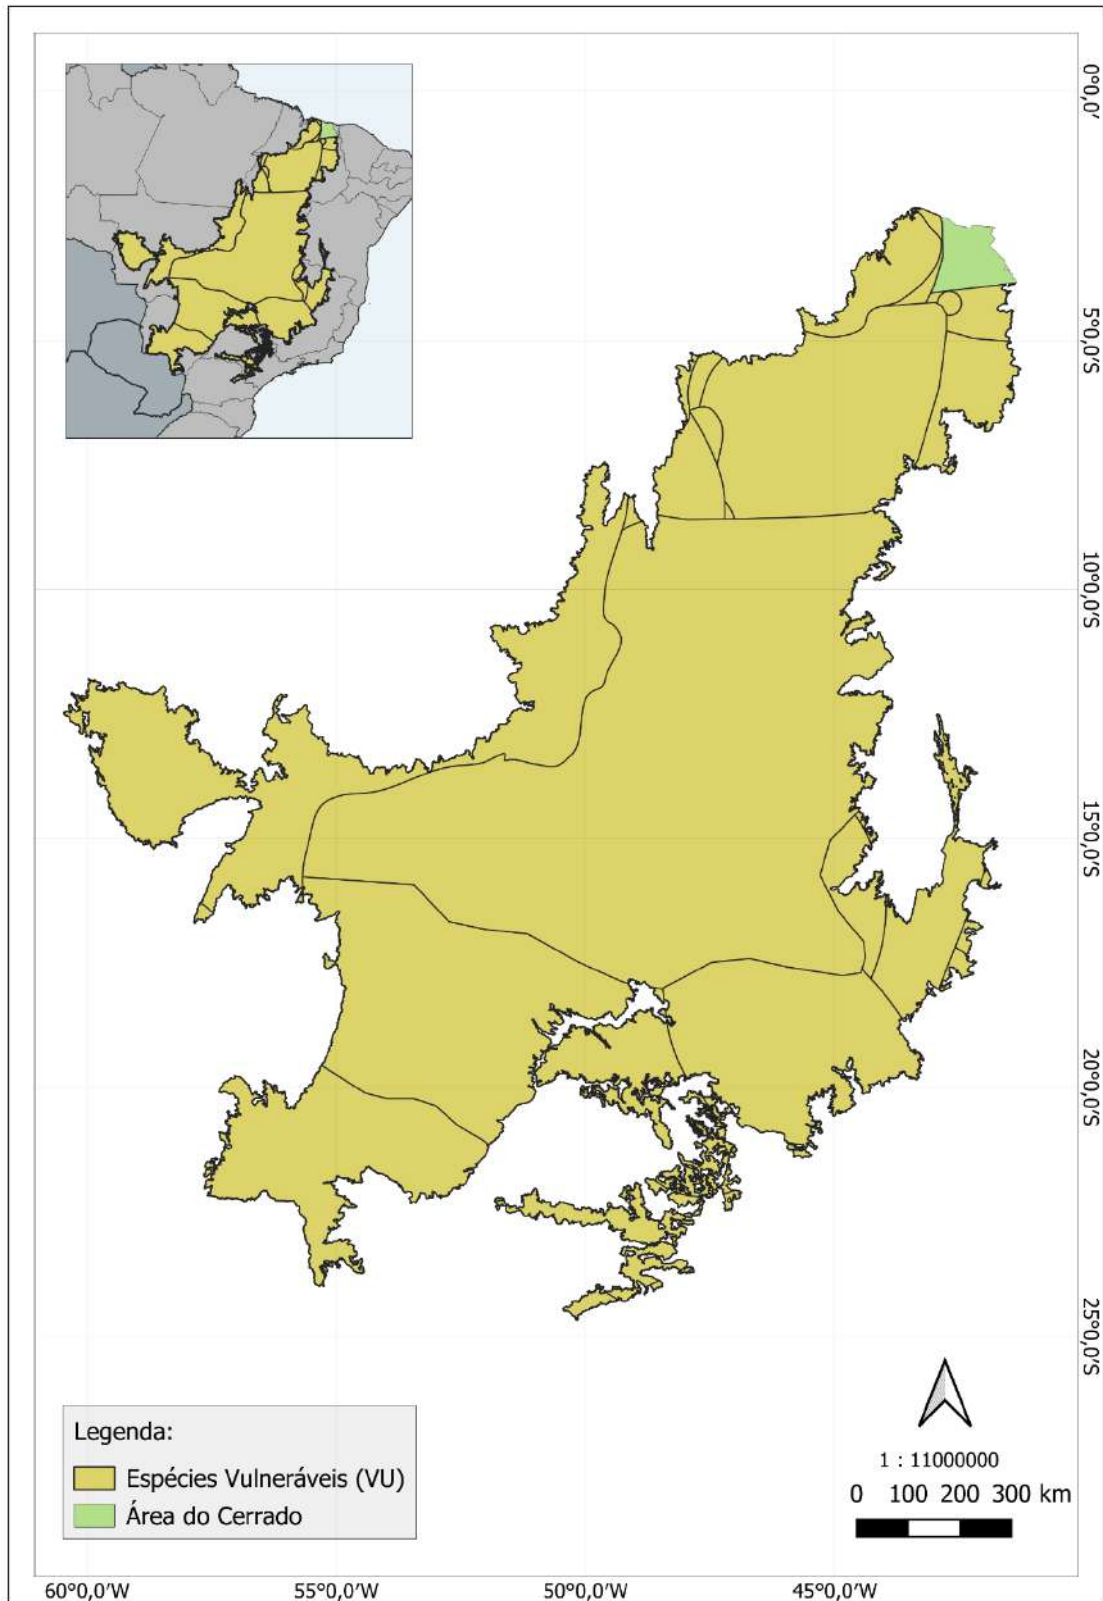 0°0,0'
5°0,0'S
10°0,0'S
15°0,0'S
20°0,0'S
25°0,0'S
Legenda:
Espécies Vulneráveis (VU)
Área do Cerrado
1 : 11000000
0 100 200 300 km
60°0,0'W 55°0,0'W 50°0,0'W 45°0,0'W